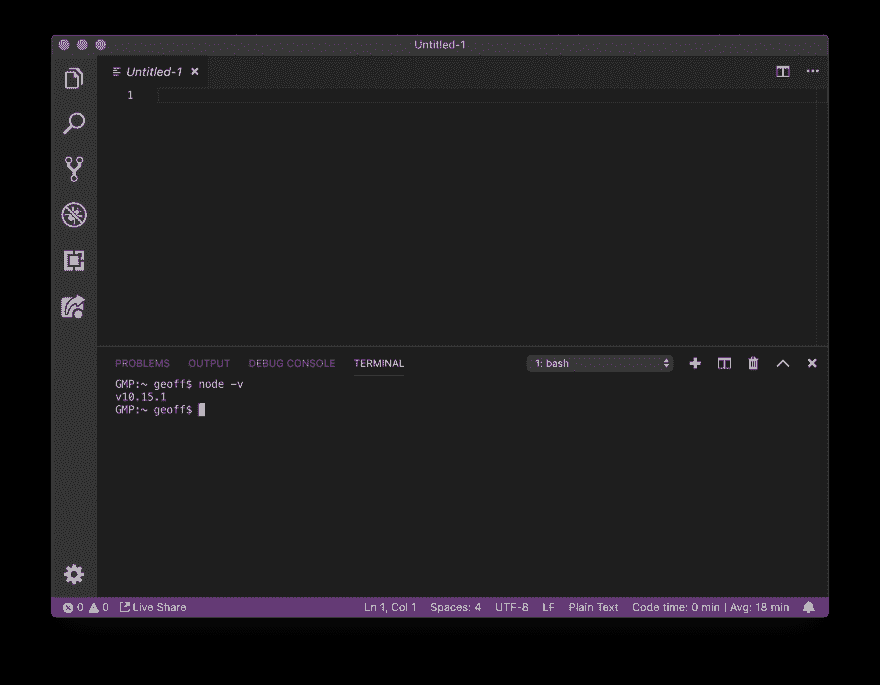 Untitled-1
Untitled-1
1
PROBLEMS OUTPUT DEBUG CONSOLE TERMINAL 1: bash
GMP:~ geoff$ node -v
v10.15.1
GMP:~ geoff$
0 0 Live Share Ln 1, Col 1 Spaces: 4 UTF-8 LF Plain Text Code time: 0 min | Avg: 18 min